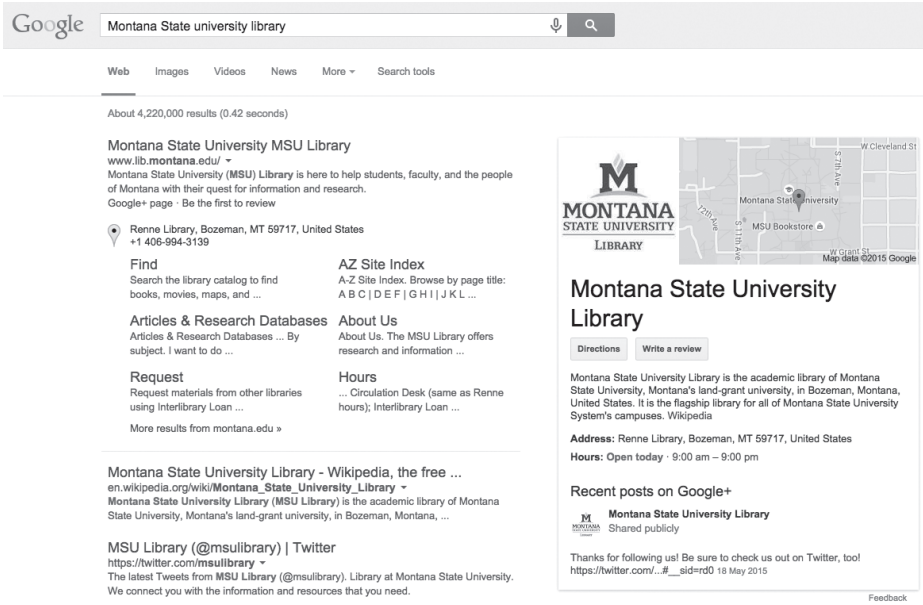 Google
Montana State university library
Web Images Videos News More Search tools
About 4,220,000 results (0.42 seconds)
Montana State University MSU Library
www.lib.montana.edu/
Montana State University (MSU) Library is here to help students, faculty, and the people
of Montana with their quest for information and research.
Google+ page · Be the first to review
Renne Library, Bozeman, MT 59717, United States
+1 406-994-3139
Find
Search the library catalog to find
books, movies, maps, and ...
AZ Site Index
A-Z Site Index. Browse by page title:
A B C | D E F | G H I | J K L ...
Articles & Research Databases
Articles & Research Databases ... By
subject. I want to do ...
About Us
About Us. The MSU Library offers
research and information ...
Request
Request materials from other libraries
using Interlibrary Loan ...
Hours
... Circulation Desk (same as Renne
hours); Interlibrary Loan ...
More results from montana.edu »
Montana State University Library - Wikipedia, the free ...
en.wikipedia.org/wiki/Montana_State_University_Library
Montana State University Library (MSU Library) is the academic library of Montana
State University, Montana's land-grant university, in Bozeman, Montana, ...
MSU Library (@msulibrary) | Twitter
https://twitter.com/msulibrary
The latest Tweets from MSU Library (@msulibrary). Library at Montana State University.
We connect you with the information and resources that you need.
M
MONTANA
STATE UNIVERSITY
LIBRARY
W Cleveland St
S 7th Ave
Montana State University
12th Ave
S 11th Ave
MSU Bookstore
W Grant St
Map data ©2015 Google
Montana State University
Library
Directions Write a review
Montana State University Library is the academic library of Montana
State University, Montana's land-grant university, in Bozeman, Montana,
United States. It is the flagship library for all of Montana State University
System's campuses. Wikipedia
Address: Renne Library, Bozeman, MT 59717, United States
Hours: Open today · 9:00 am – 9:00 pm
Recent posts on Google+
M
MONTANA
Montana State University Library
Shared publicly
Thanks for following us! Be sure to check us out on Twitter, too!
https://twitter.com/...#__sid=rd0 18 May 2015
Feedback